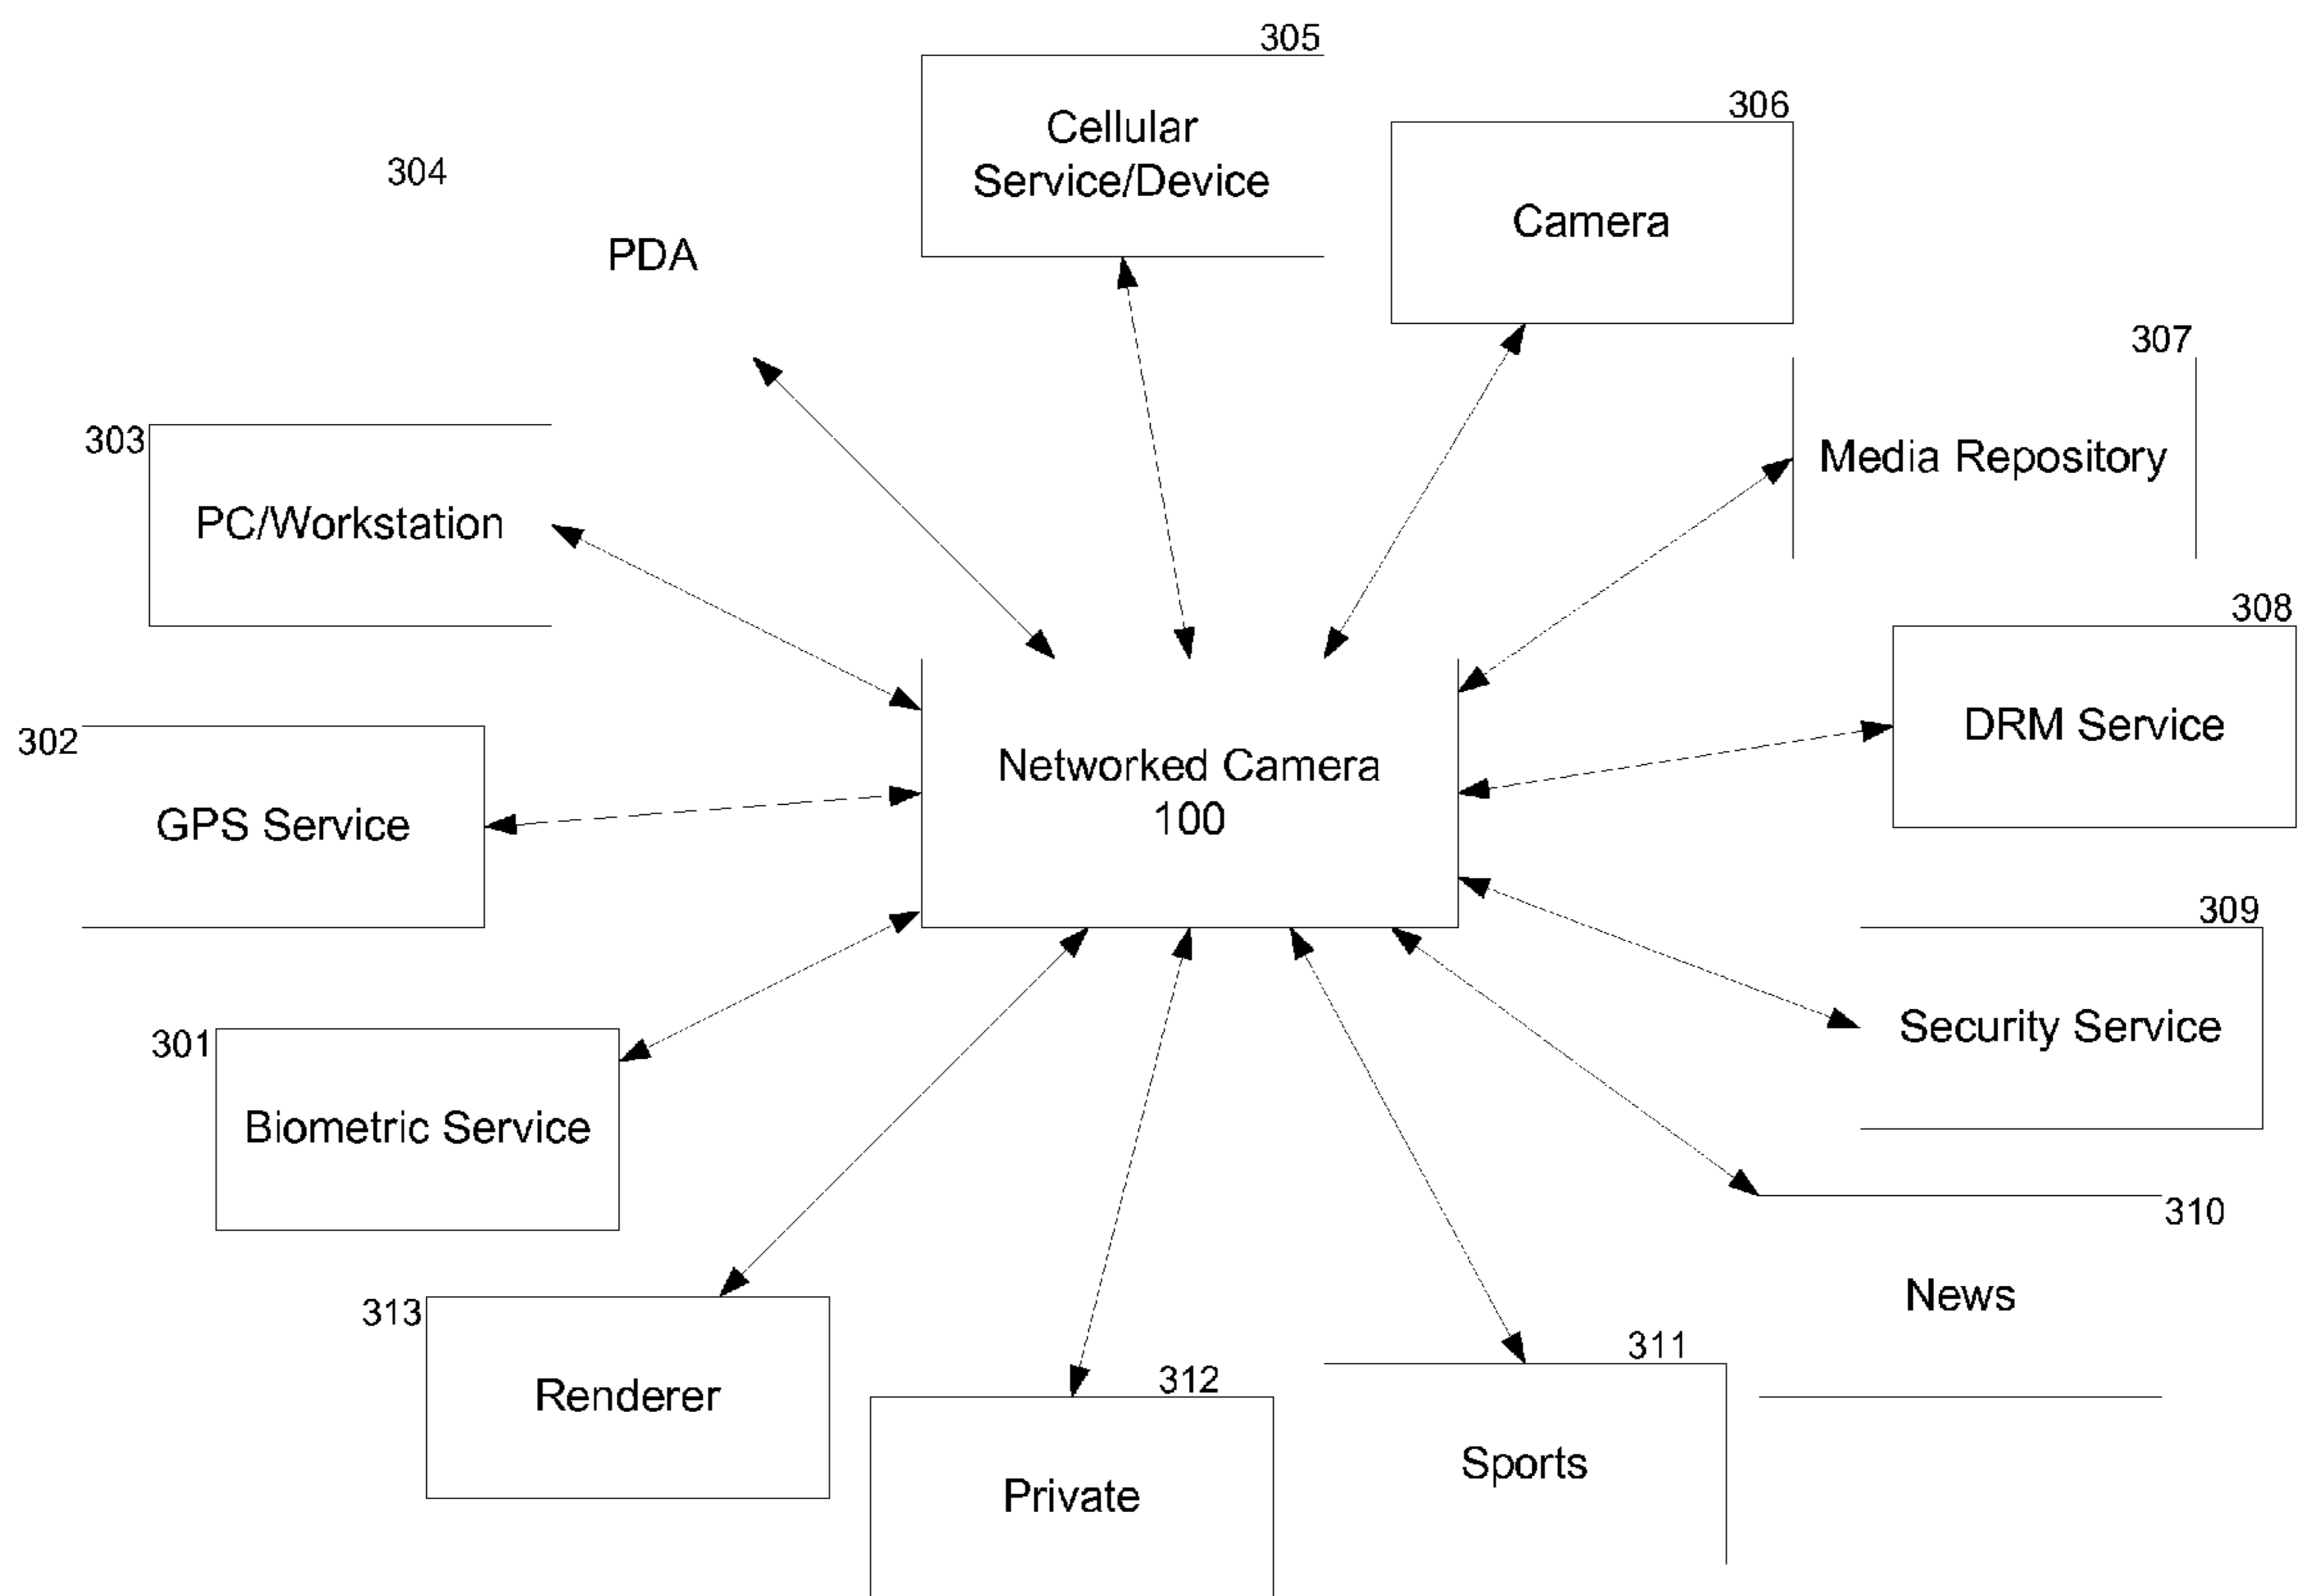 305
Cellular
Service/Device
306
Camera
304
PDA
307
Media Repository
303
PC/Workstation
308
DRM Service
302
GPS Service
Networked Camera
100
309
Security Service
301
Biometric Service
310
News
313
Renderer
312
Private
311
Sports